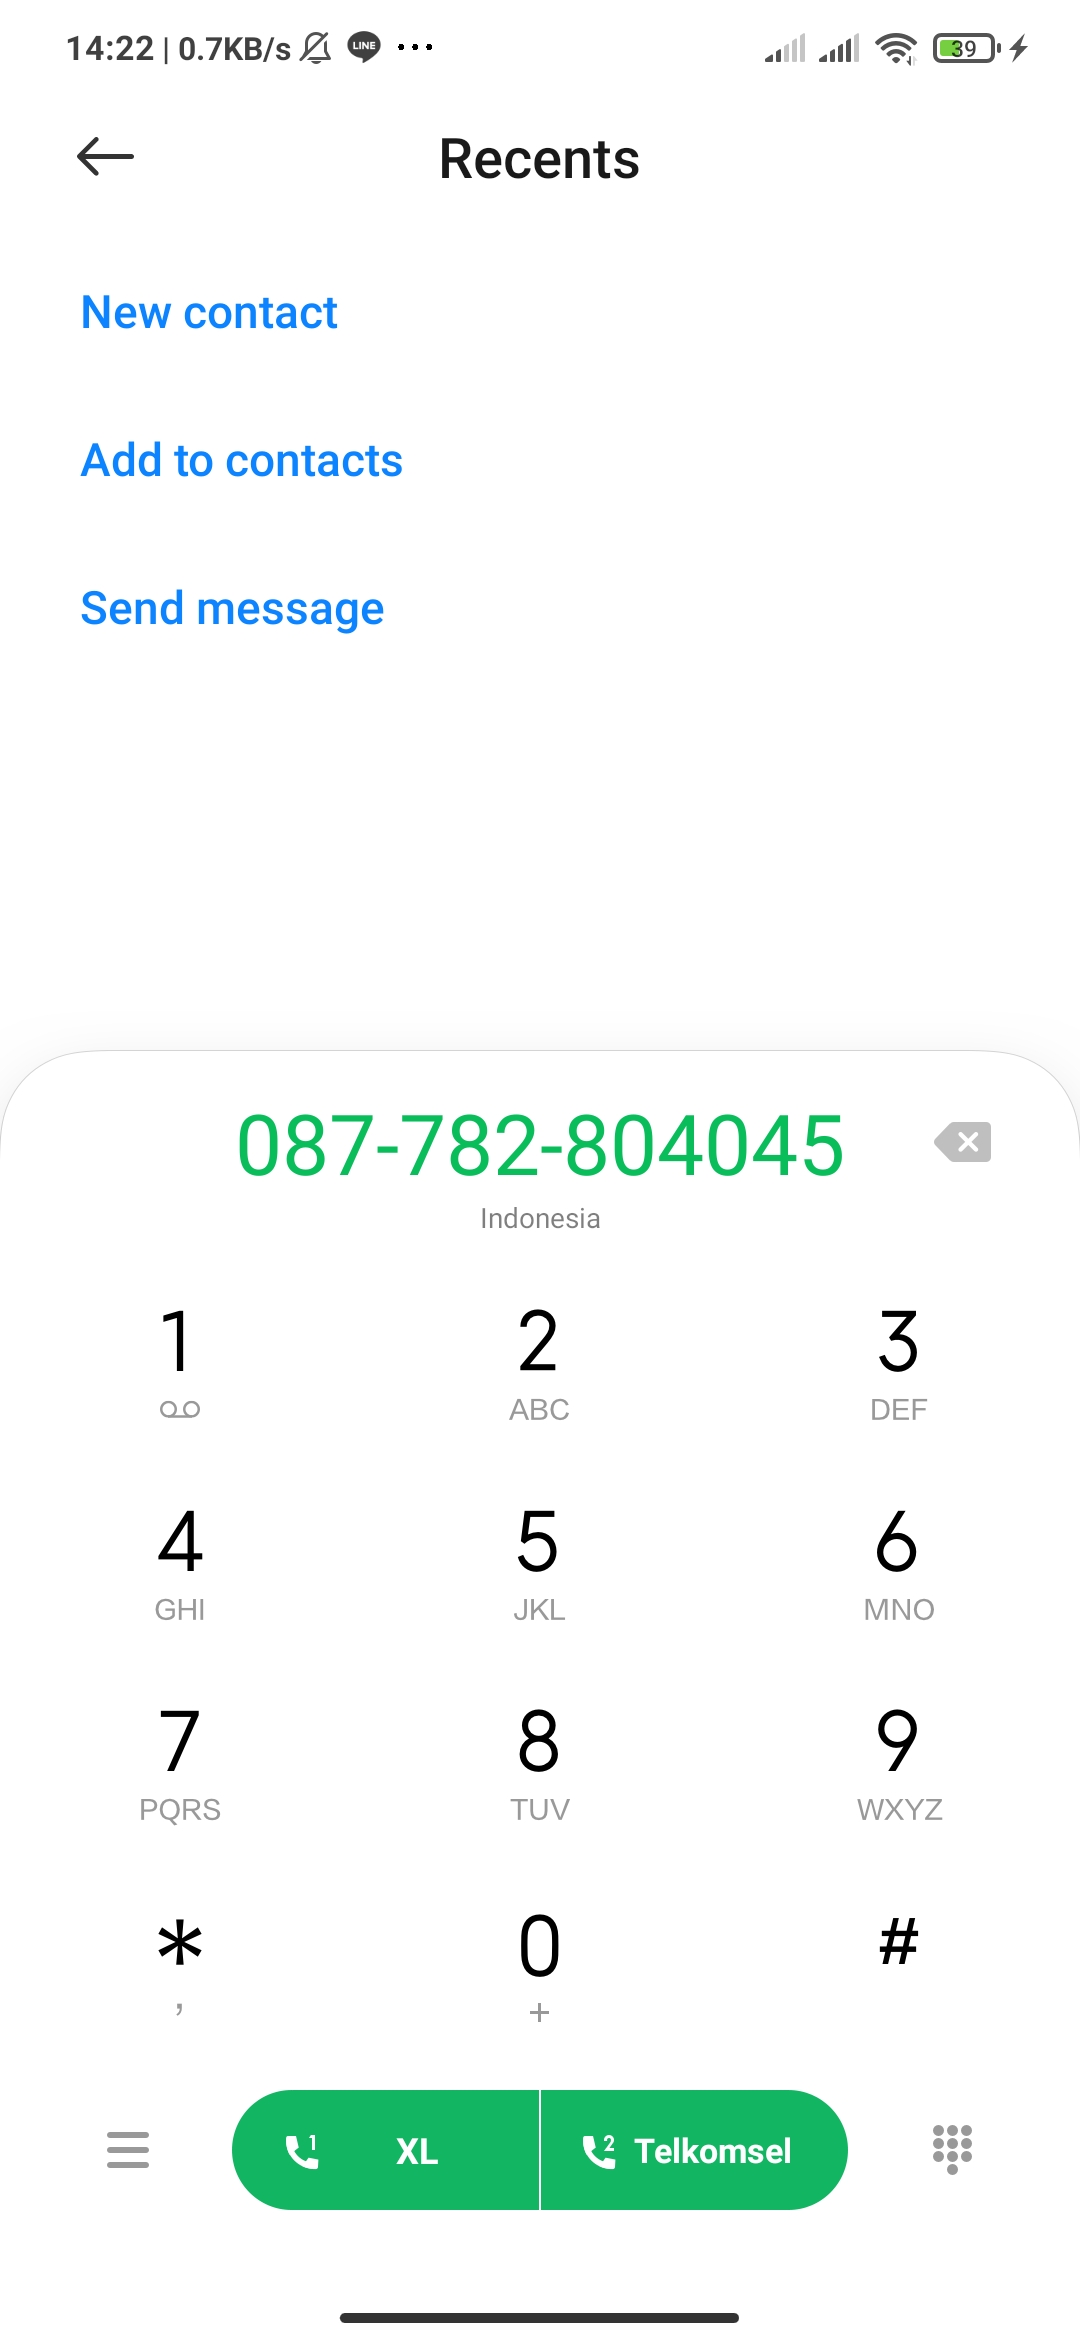 14:22 | 0.7KB/s LINE ... 39
Recents
New contact
Add to contacts
Send message
087-782-804045
Indonesia
1 2 3
ABC DEF
4 5 6
GHI JKL MNO
7 8 9
PQRS TUV WXYZ
* 0 #
, +
1 XL 2 Telkomsel